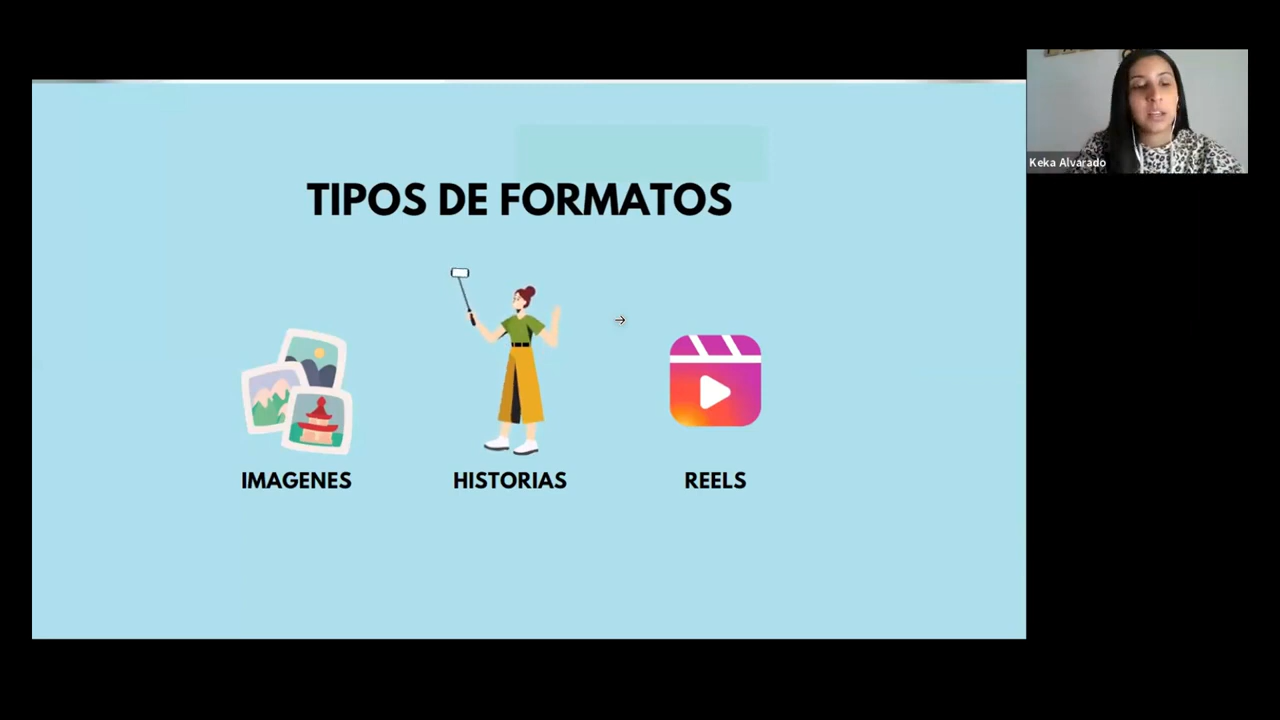 TIPOS DE FORMATOS
IMAGENES
HISTORIAS
REELS
Keka Alvarado